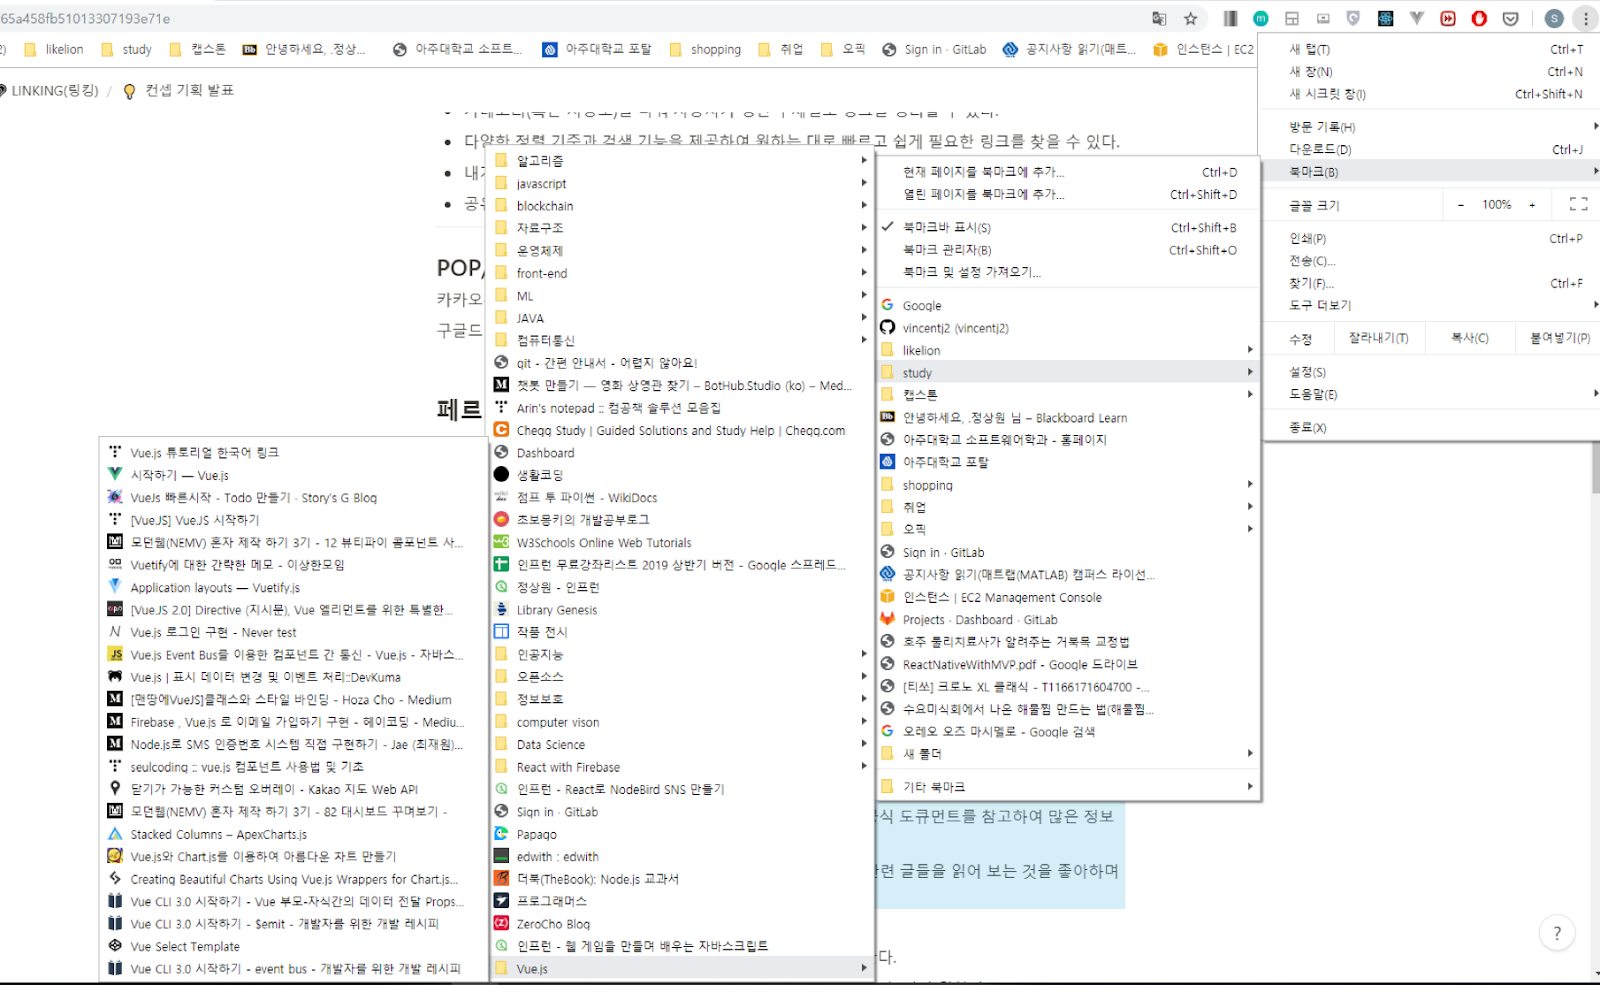 65a458fb51013307193e71e
likelion
study
캡스톤
안녕하세요, .정상...
아주대학교 소프트...
아주대학교 포탈
shopping
취업
오픽
Sign in · GitLab
공지사항 읽기(매트...
인스턴스 | EC2
LINKING(링킹) / 컨셉 기획 발표
다양한 정렬 기준과 검색 기능을 제공하여 원하는 대로 빠르고 쉽게 필요한 링크를 찾을 수 있다.
POP/
카카오
구글드
페르
식 도큐먼트를 참고하여 많은 정보
련 글들을 읽어 보는 것을 좋아하며
다.
새 탭(T) Ctrl+T
새 창(N) Ctrl+N
새 시크릿 창(I) Ctrl+Shift+N
방문 기록(H)
다운로드(D) Ctrl+J
북마크(B)
글꼴 크기 - 100% +
인쇄(P) Ctrl+P
전송(C)...
찾기(F)... Ctrl+F
도구 더보기
수정 잘라내기(T) 복사(C) 붙여넣기(P)
설정(S)
도움말(E)
종료(X)
현재 페이지를 북마크에 추가... Ctrl+D
열린 페이지를 북마크에 추가... Ctrl+Shift+D
북마크바 표시(S) Ctrl+Shift+B
북마크 관리자(B) Ctrl+Shift+O
북마크 및 설정 가져오기...
Google
vincentj2 (vincentj2)
likelion
study
캡스톤
안녕하세요, .정상원 님 – Blackboard Learn
아주대학교 소프트웨어학과 - 홈페이지
아주대학교 포탈
shopping
취업
오픽
Sign in · GitLab
공지사항 읽기(매트랩(MATLAB) 캠퍼스 라이선...
인스턴스 | EC2 Management Console
Projects · Dashboard · GitLab
호주 물리치료사가 알려주는 거북목 교정법
ReactNativeWithMVP.pdf - Google 드라이브
[티쏘] 크로노 XL 클래식 - T1166171604700 -...
수요미식회에서 나온 해물찜 만드는 법(해물찜...
오레오 오즈 마시멜로 - Google 검색
새 폴더
기타 북마크
알고리즘
javascript
blockchain
자료구조
운영체제
front-end
ML
JAVA
컴퓨터통신
git - 간편 안내서 - 어렵지 않아요!
챗봇 만들기 — 영화 상영관 찾기 – BotHub.Studio (ko) – Med...
Arin's notepad :: 컴공책 솔루션 모음집
Chegg Study | Guided Solutions and Study Help | Chegg.com
Dashboard
생활코딩
점프 투 파이썬 - WikiDocs
초보몽키의 개발공부로그
W3Schools Online Web Tutorials
인프런 무료강좌리스트 2019 상반기 버전 - Google 스프레드...
정상원 - 인프런
Library Genesis
작품 전시
인공지능
오픈소스
정보보호
computer vison
Data Science
React with Firebase
인프런 - React로 NodeBird SNS 만들기
Sign in · GitLab
Papago
edwith : edwith
더북(TheBook): Node.js 교과서
프로그래머스
ZeroCho Blog
인프런 - 웹 게임을 만들며 배우는 자바스크립트
Vue.js
Vue.js 튜토리얼 한국어 링크
시작하기 — Vue.js
VueJs 빠른시작 - Todo 만들기 · Story's G Blog
[Vue.JS] Vue.JS 시작하기
모던웹(NEMV) 혼자 제작 하기 3기 - 12 뷰티파이 콤포넌트 사...
Vuetify에 대한 간략한 메모 - 이상한모임
Application layouts — Vuetify.js
[Vue.JS 2.0] Directive (지시문), Vue 엘리먼트를 위한 특별한...
Vue.js 로그인 구현 - Never test
Vue.js Event Bus를 이용한 컴포넌트 간 통신 - Vue.js - 자바스...
Vue.js | 표시 데이터 변경 및 이벤트 처리::DevKuma
[맨땅에VueJS]클래스와 스타일 바인딩 - Hoza Cho - Medium
Firebase , Vue.js 로 이메일 가입하기 구현 - 헤이코딩 - Mediu...
Node.js로 SMS 인증번호 시스템 직접 구현하기 - Jae (최재원)...
seulcoding :: vue.js 컴포넌트 사용법 및 기초
닫기가 가능한 커스텀 오버레이 - Kakao 지도 Web API
모던웹(NEMV) 혼자 제작 하기 3기 - 82 대시보드 꾸며보기 -
Stacked Columns – ApexCharts.js
Vue.js와 Chart.js를 이용하여 아름다운 차트 만들기
Creating Beautiful Charts Using Vue.js Wrappers for Chart.js...
Vue CLI 3.0 시작하기 - Vue 부모-자식간의 데이터 전달 Props...
Vue CLI 3.0 시작하기 - $emit - 개발자를 위한 개발 레시피
Vue Select Template
Vue CLI 3.0 시작하기 - event bus - 개발자를 위한 개발 레시피